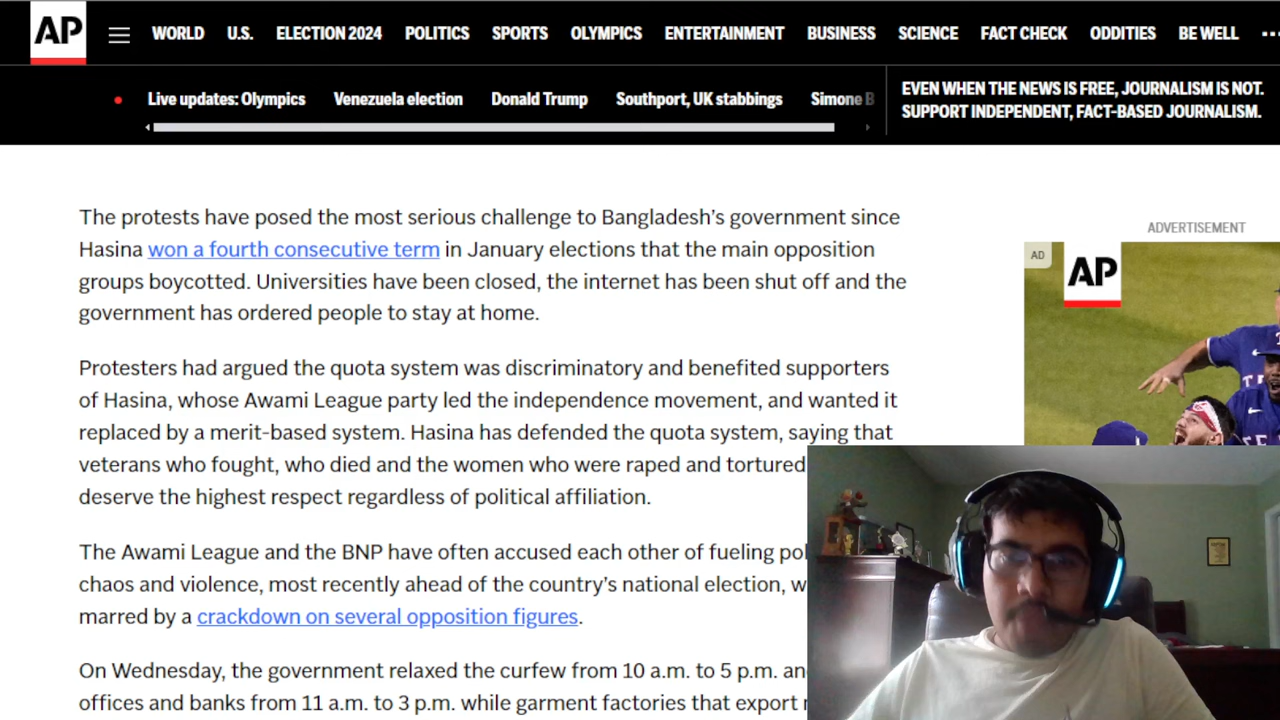 AP
WORLD U.S. ELECTION 2024 POLITICS SPORTS OLYMPICS ENTERTAINMENT BUSINESS SCIENCE FACT CHECK ODDITIES BE WELL ...
Live updates: Olympics Venezuela election Donald Trump Southport, UK stabbings Simone B
EVEN WHEN THE NEWS IS FREE, JOURNALISM IS NOT.
SUPPORT INDEPENDENT, FACT-BASED JOURNALISM.
The protests have posed the most serious challenge to Bangladesh’s government since
Hasina won a fourth consecutive term in January elections that the main opposition
groups boycotted. Universities have been closed, the internet has been shut off and the
government has ordered people to stay at home.
Protesters had argued the quota system was discriminatory and benefited supporters
of Hasina, whose Awami League party led the independence movement, and wanted it
replaced by a merit-based system. Hasina has defended the quota system, saying that
veterans who fought, who died and the women who were raped and tortured
deserve the highest respect regardless of political affiliation.
The Awami League and the BNP have often accused each other of fueling pol
chaos and violence, most recently ahead of the country’s national election, w
marred by a crackdown on several opposition figures.
On Wednesday, the government relaxed the curfew from 10 a.m. to 5 p.m. an
offices and banks from 11 a.m. to 3 p.m. while garment factories that export
ADVERTISEMENT
AD
AP